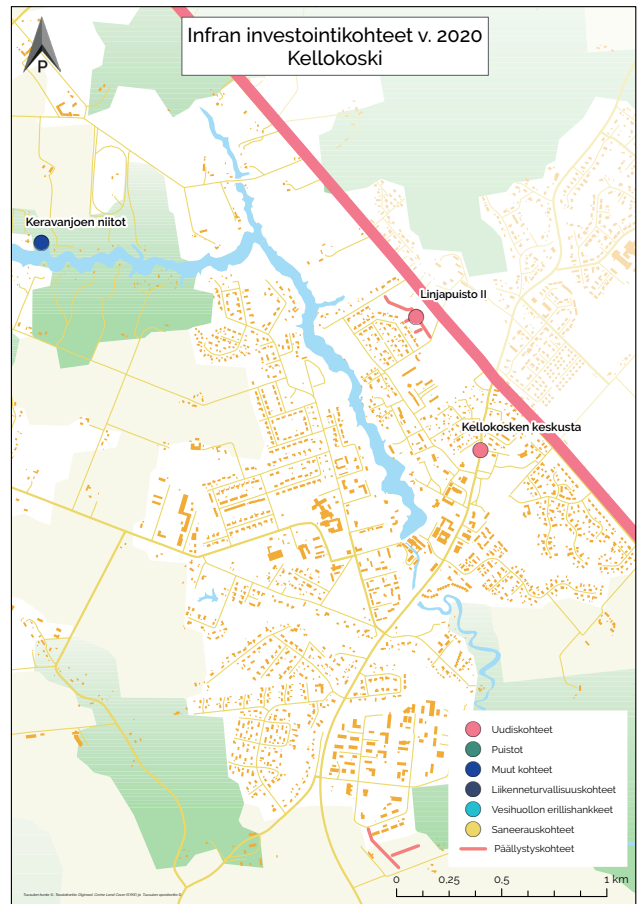 Infran investointikohteet v. 2020
Kellokoski
P
Keravanjoen niitot
Linjapuisto II
Kellokosken keskusta
Uudiskohteet
Puistot
Muut kohteet
Liikenneturvallisuuskohteet
Vesihuollon erillishankkeet
Saneerauskohteet
Päällystyskohteet
0 0,25 0,5 1 km